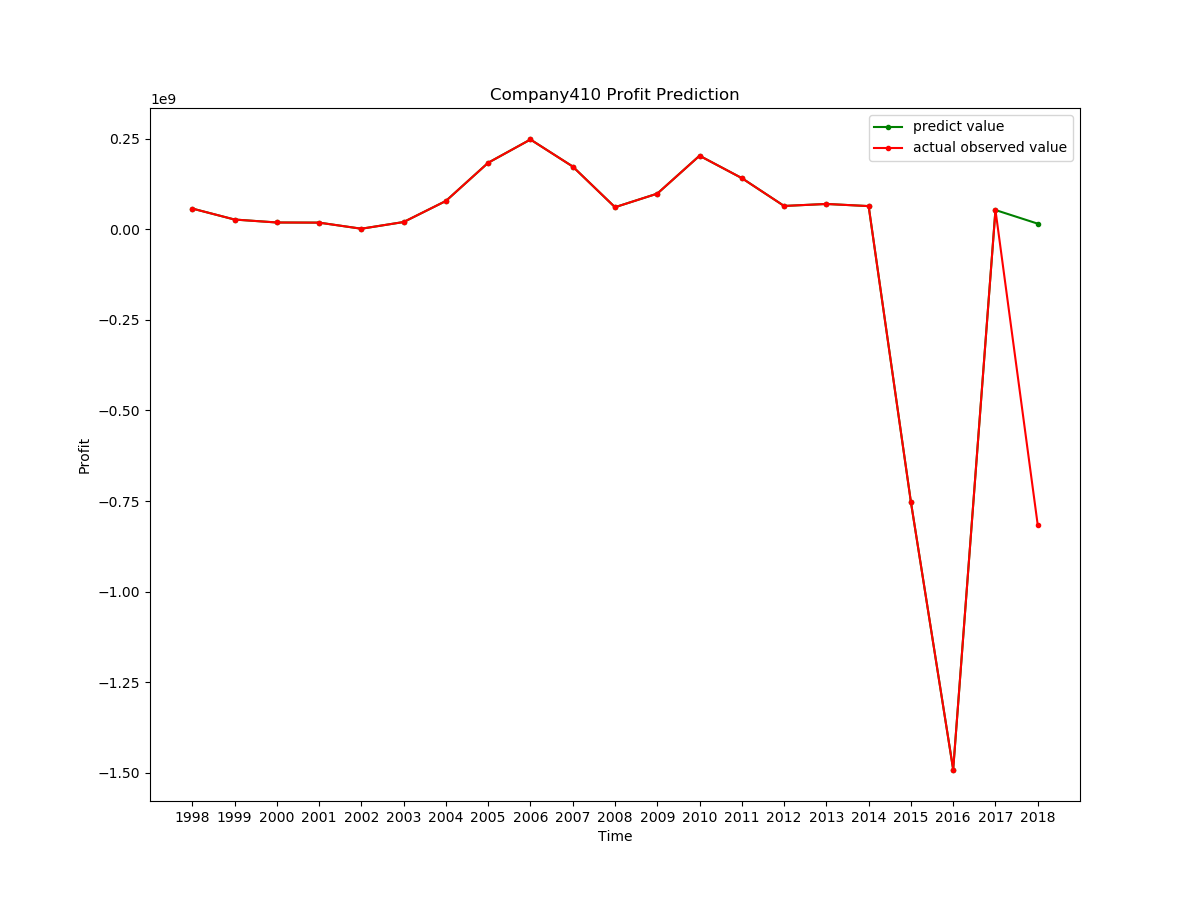 Company410 Profit Prediction
1e9
predict value
actual observed value
0.25
0.00
−0.25
−0.50
−0.75
−1.00
−1.25
−1.50
Profit
1998 1999 2000 2001 2002 2003 2004 2005 2006 2007 2008 2009 2010 2011 2012 2013 2014 2015 2016 2017 2018
Time